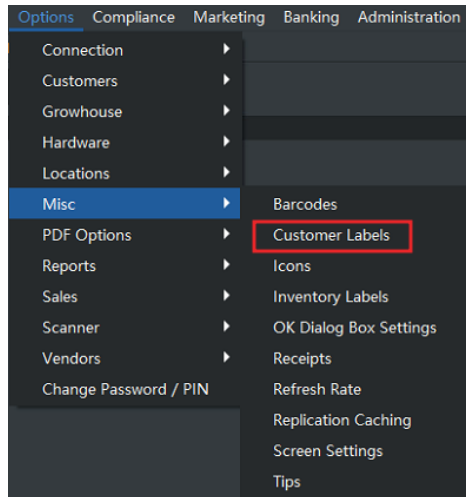 Options Compliance Marketing Banking Administration
Connection
Customers
Growhouse
Hardware
Locations
Misc
PDF Options
Reports
Sales
Scanner
Vendors
Change Password / PIN
Barcodes
Customer Labels
Icons
Inventory Labels
OK Dialog Box Settings
Receipts
Refresh Rate
Replication Caching
Screen Settings
Tips